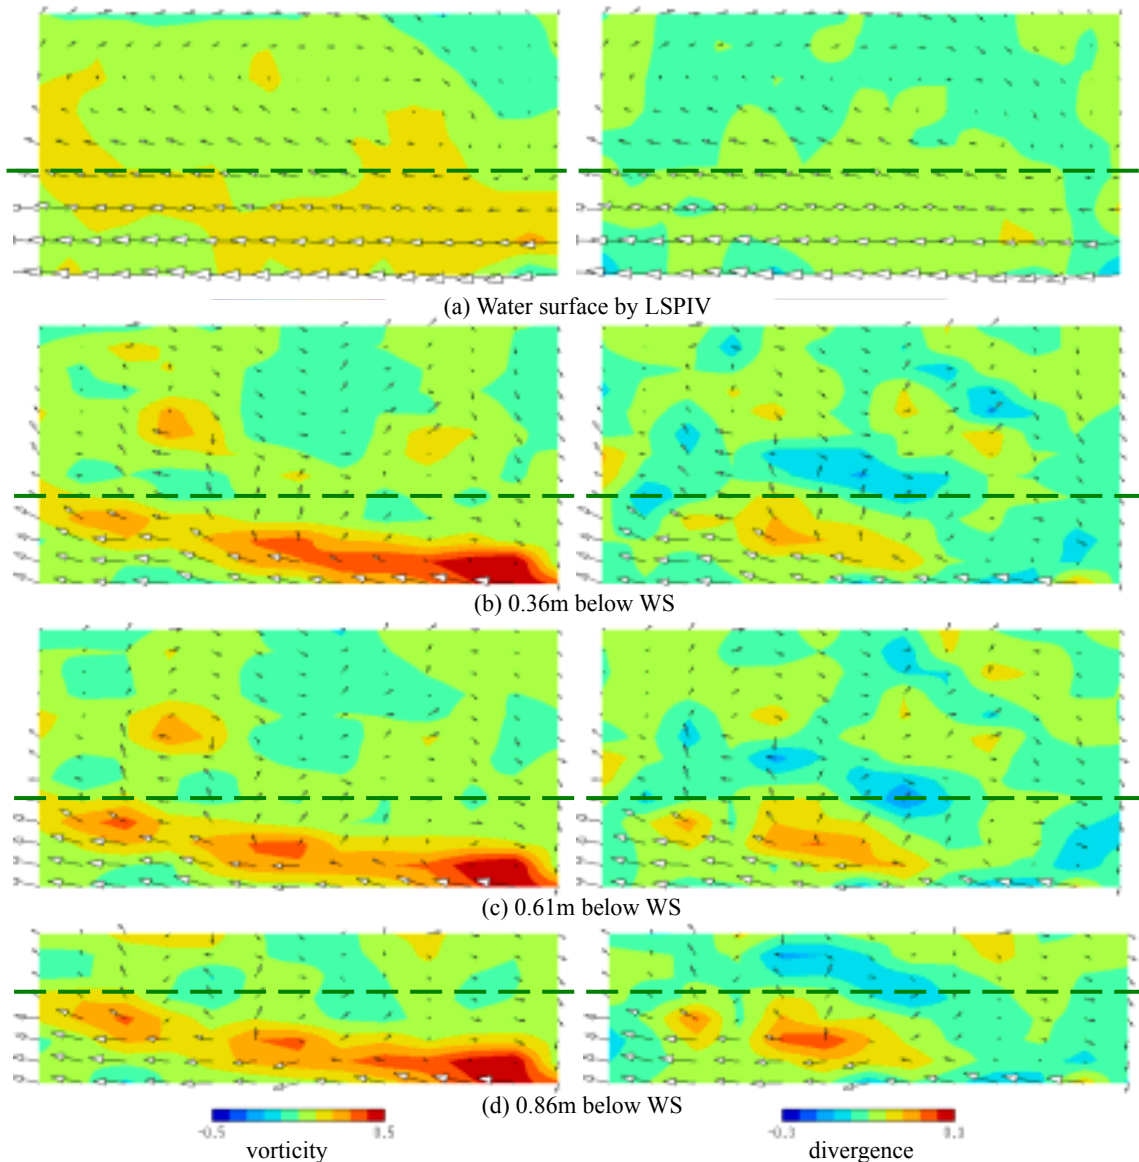 (a) Water surface by LSPIV
(b) 0.36m below WS
(c) 0.61m below WS
(d) 0.86m below WS
-0.5 0.5 -0.3 0.3
vorticity divergence